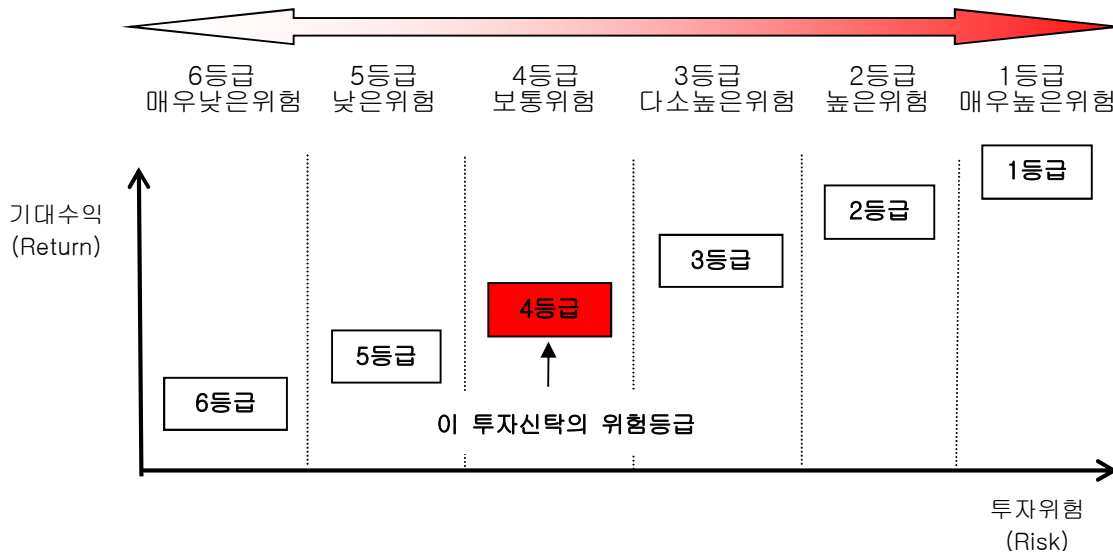 6등급 5등급 4등급 3등급 2등급 1등급
매우낮은위험 낮은위험 보통위험 다소높은위험 높은위험 매우높은위험
1등급
2등급
기대수익
(Return)
3등급
4등급
5등급
6등급
이 투자신탁의 위험등급
투자위험
(Risk)